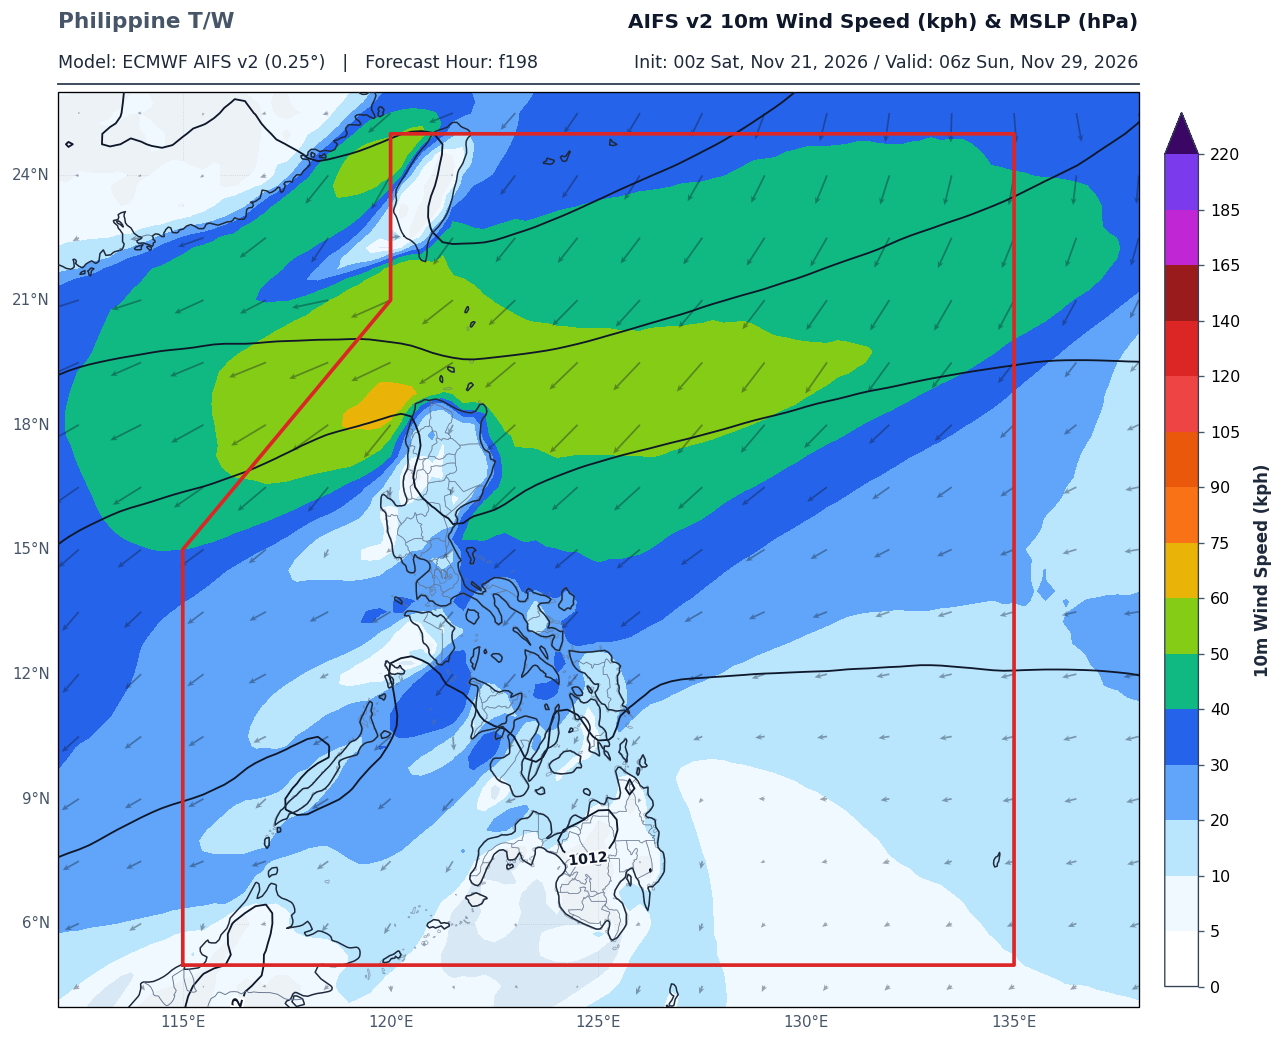 Philippine T/W
AIFS v2 10m Wind Speed (kph) & MSLP (hPa)
Model: ECMWF AIFS v2 (0.25°) | Forecast Hour: f198
Init: 00z Sat, Nov 21, 2026 / Valid: 06z Sun, Nov 29, 2026
24°N
21°N
18°N
15°N
12°N
9°N
6°N
115°E
120°E
125°E
130°E
135°E
1012
2
220
185
165
140
120
105
90
75
60
50
40
30
20
10
5
0
10m Wind Speed (kph)